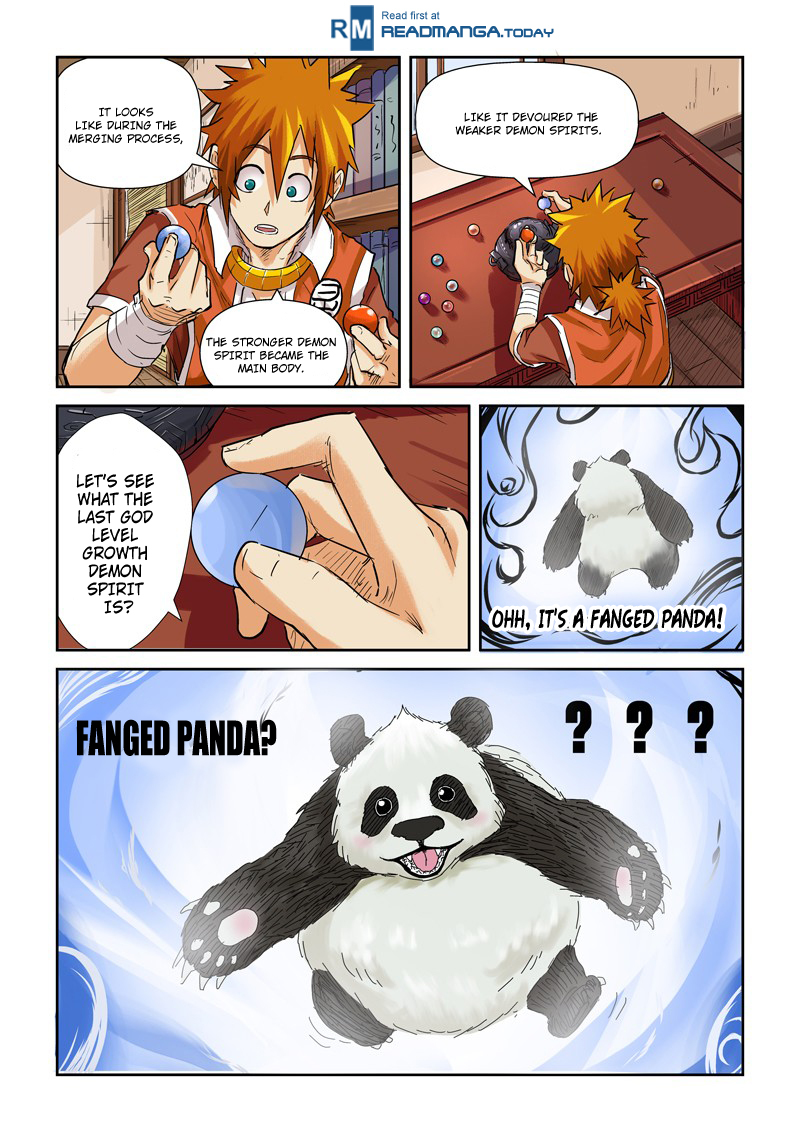 RM
Read first at
READMANGA.TODAY
IT LOOKS
LIKE DURING THE
MERGING PROCESS,
THE STRONGER DEMON
SPIRIT BECAME THE
MAIN BODY.
LIKE IT DEVOURED THE
WEAKER DEMON SPIRITS.
LET'S SEE
WHAT THE
LAST GOD
LEVEL
GROWTH
DEMON
SPIRIT
IS?
OHH, IT'S A FANGED PANDA!
FANGED PANDA?
? ? ?